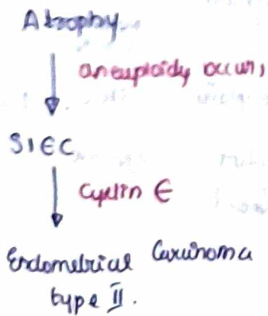 Atrophy
aneuploidy occurs
SIEC
Cyclin E
Endometrial Carcinoma
type II.